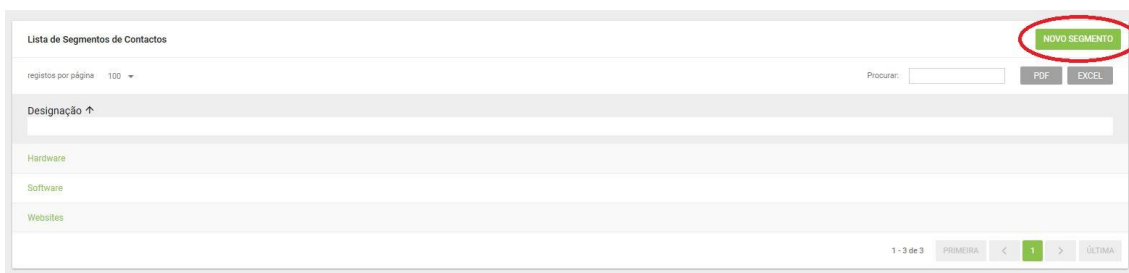 Lista de Segmentos de Contactos NOVO SEGMENTO
registos por página 100 Procurar: PDF EXCEL
Designação ↑
Hardware
Software
Websites
1 - 3 de 3 PRIMEIRA < 1 > ÚLTIMA